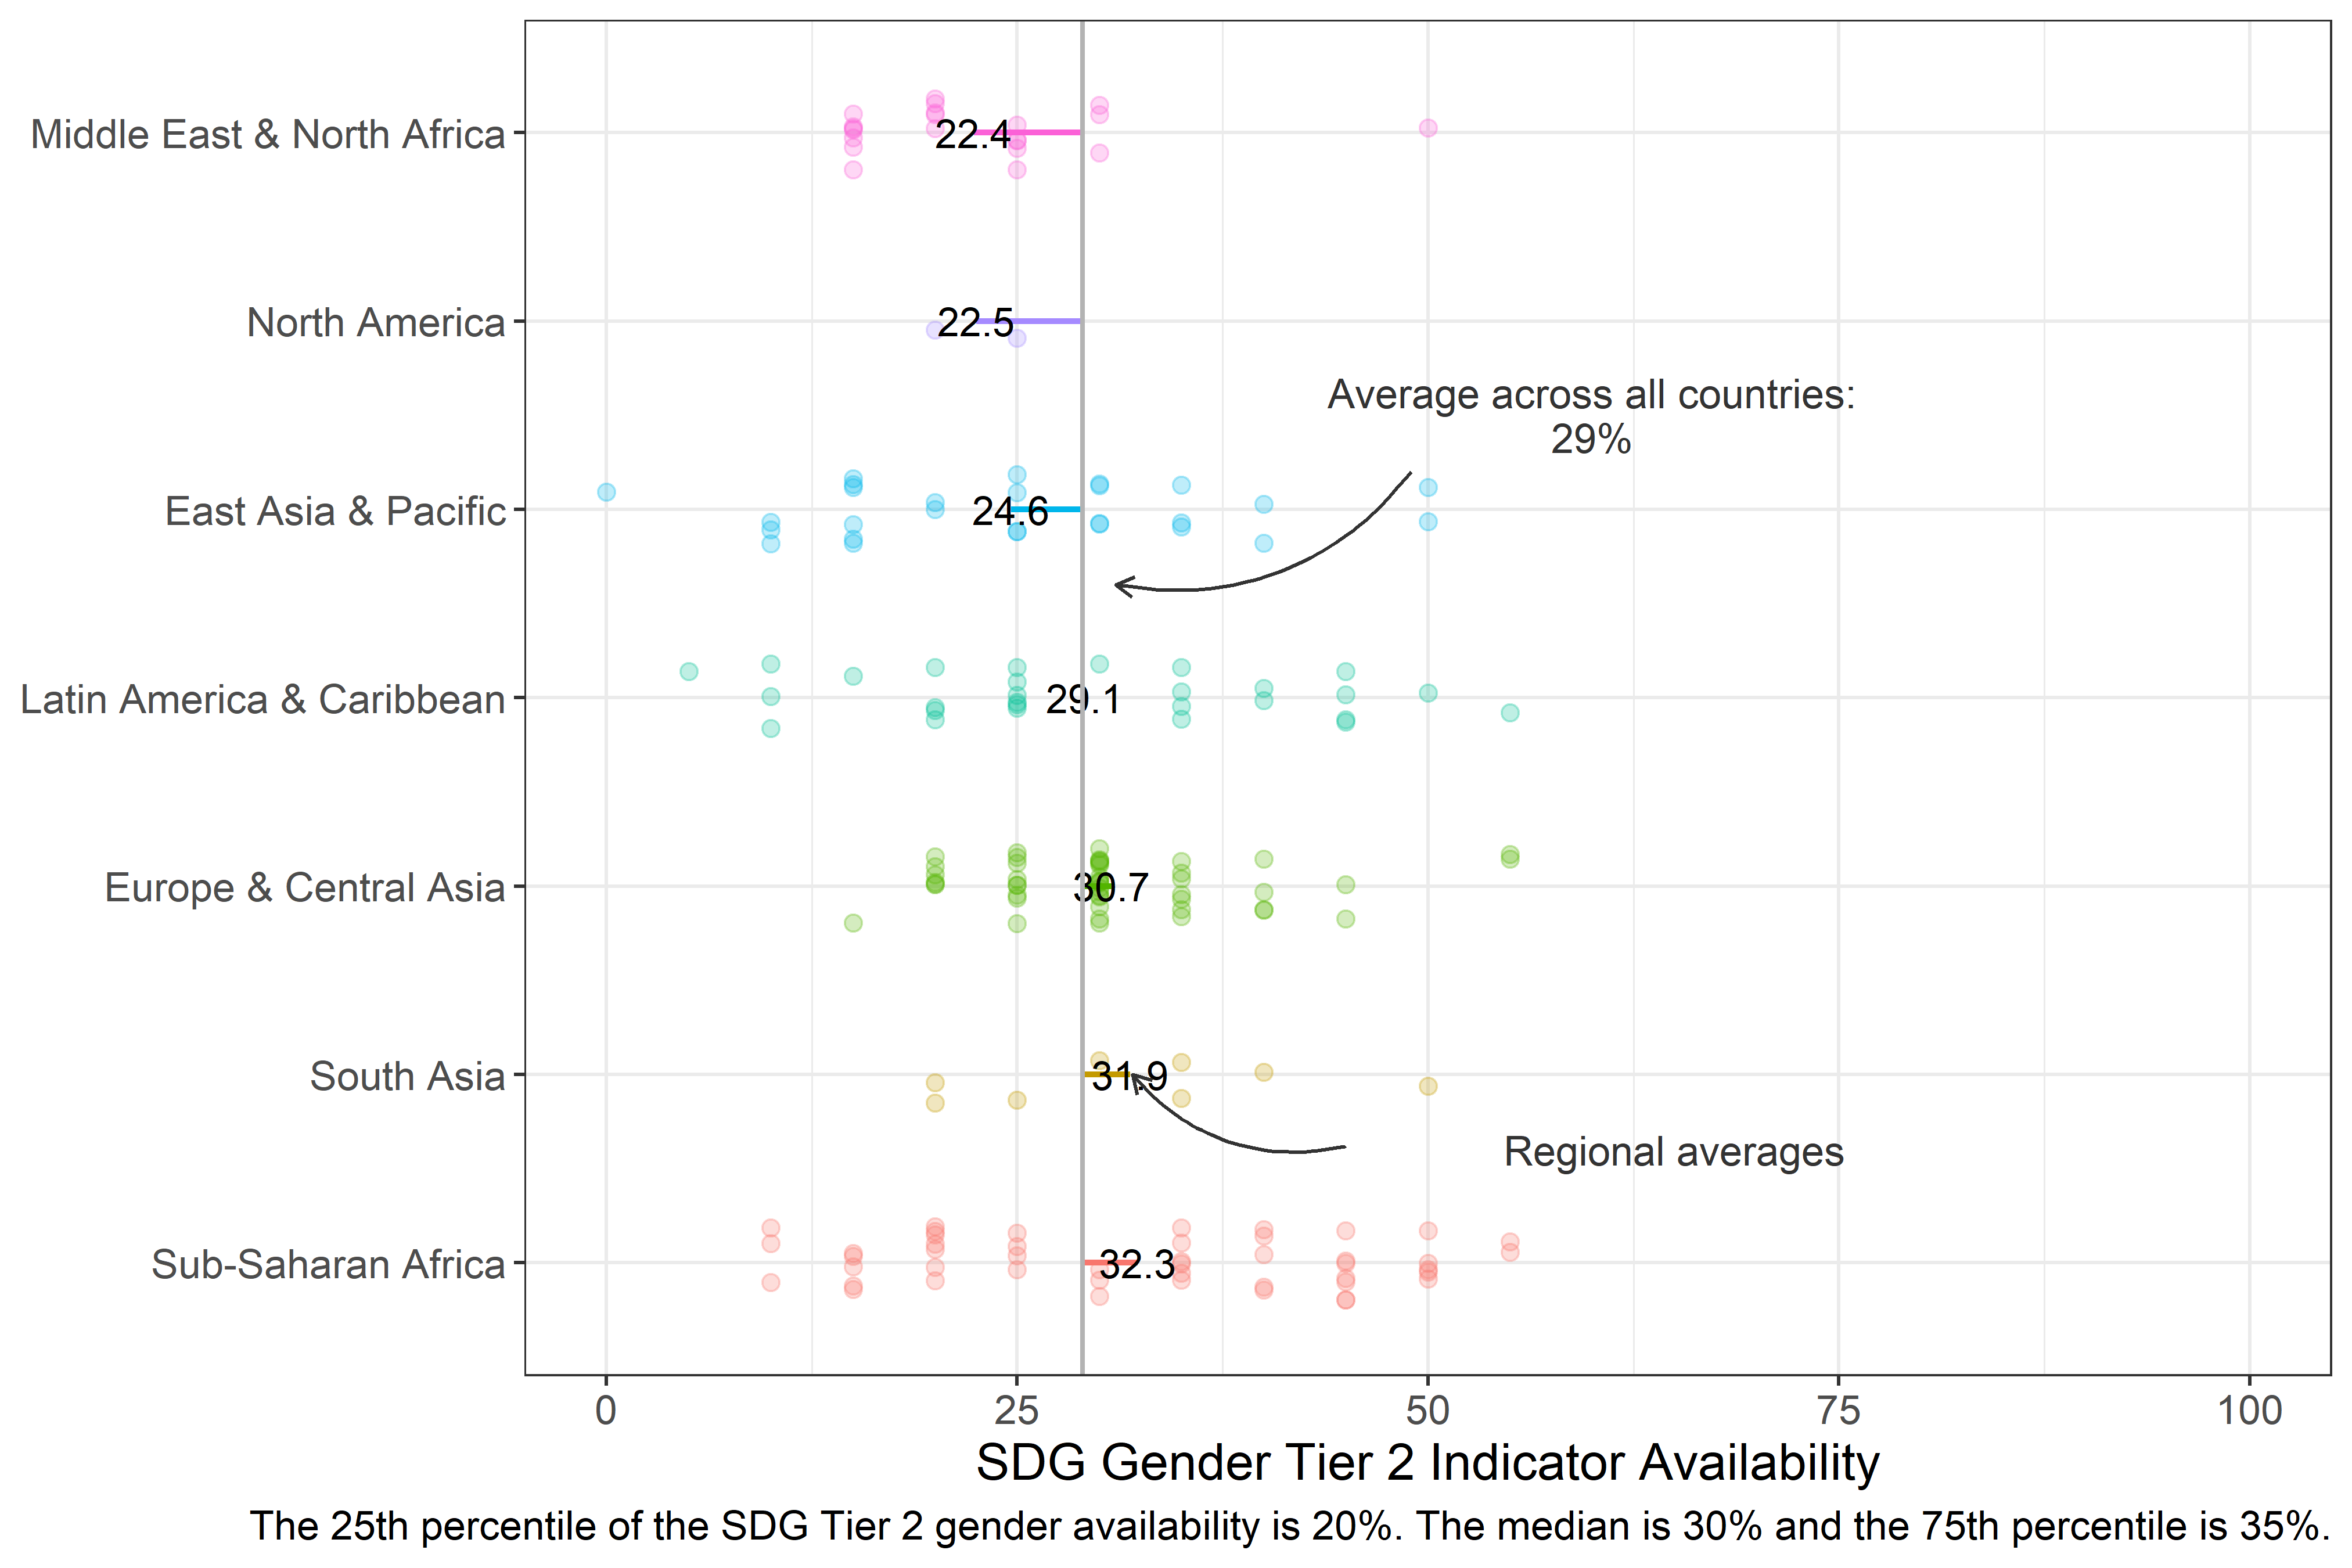 Middle East & North Africa
22.4
North America
22.5
Average across all countries:
29%
East Asia & Pacific
24.6
Latin America & Caribbean
29.1
Europe & Central Asia
30.7
South Asia
31.9
Regional averages
Sub-Saharan Africa
32.3
0 25 50 75 100
SDG Gender Tier 2 Indicator Availability
The 25th percentile of the SDG Tier 2 gender availability is 20%. The median is 30% and the 75th percentile is 35%.